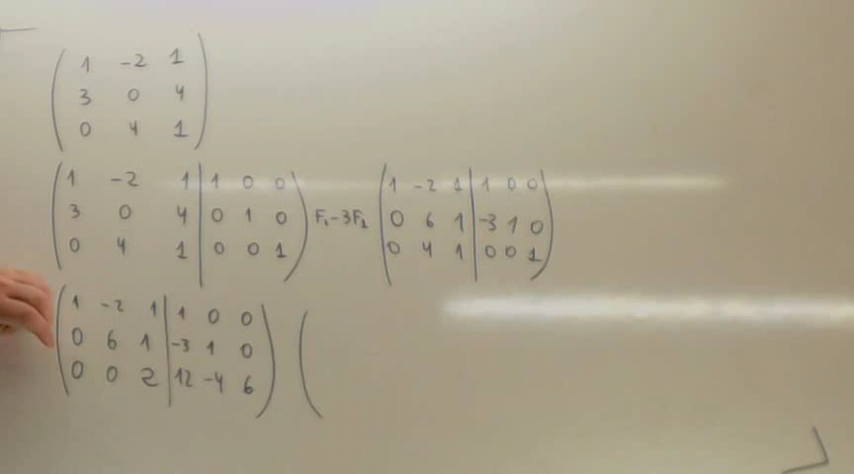 1 -2 1
3 0 4
0 4 1
1 -2 1 | 1 0 0
3 0 4 | 0 1 0 F₂-3F₁
0 4 1 | 0 0 1
1 -2 1 | 1 0 0
0 6 1 | -3 1 0
0 4 1 | 0 0 1
1 -2 1 | 1 0 0
0 6 1 | -3 1 0
0 0 2 | 12 -4 6
(